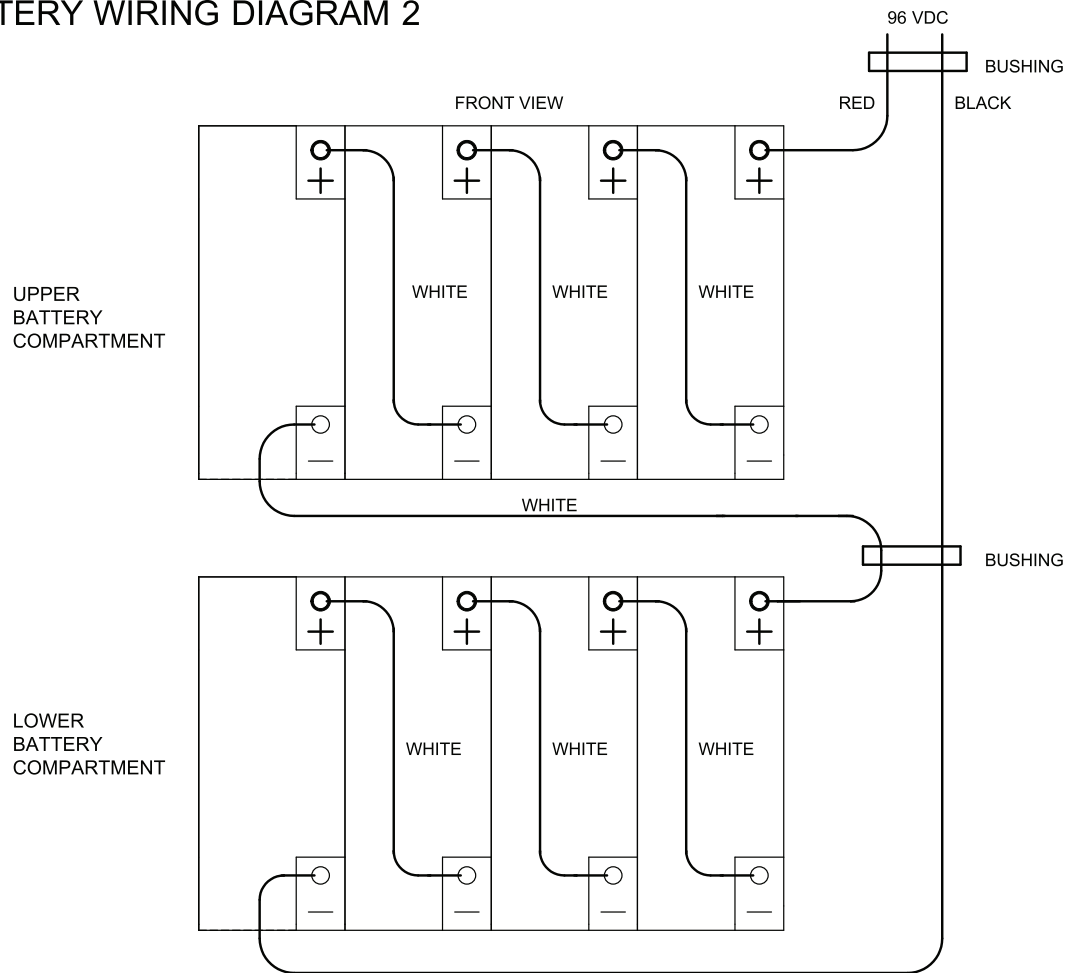 TERY WIRING DIAGRAM 2
96 VDC
BUSHING
FRONT VIEW
RED
BLACK
+ + + +
UPPER
BATTERY
COMPARTMENT
WHITE WHITE WHITE
— — — —
WHITE
BUSHING
+ + + +
LOWER
BATTERY
COMPARTMENT
WHITE WHITE WHITE
— — — —